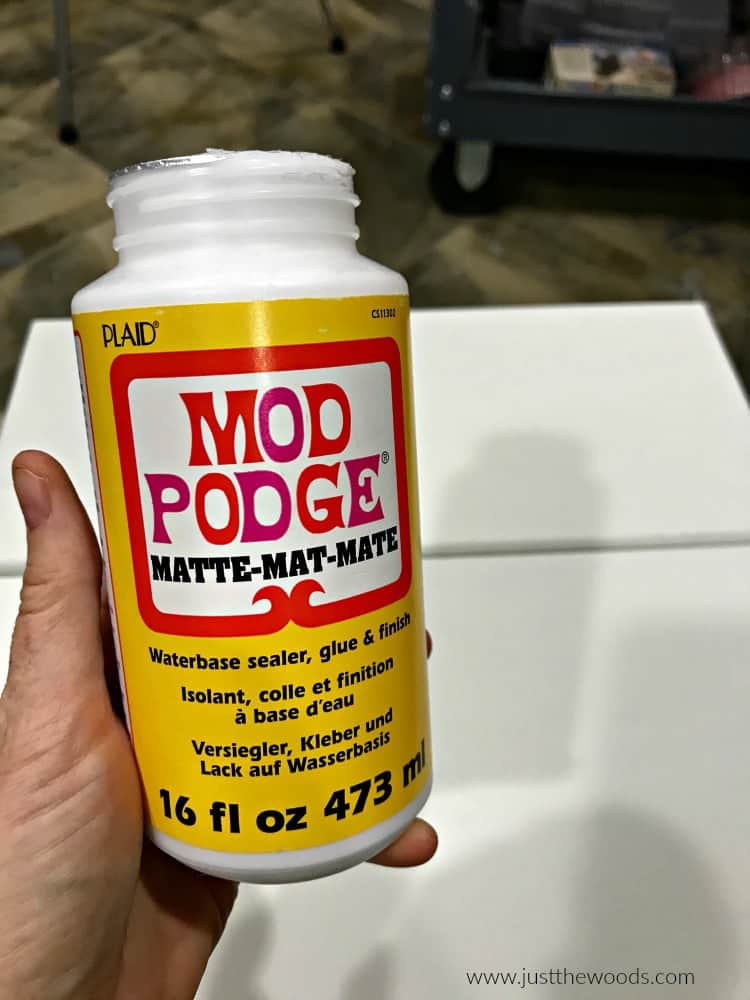 PLAID®
CS11302
MOD
PODGE®
MATTE-MAT-MATE
Waterbase sealer, glue & finish
Isolant, colle et finition
à base d'eau
Versiegler, Kleber und
Lack auf Wasserbasis
16 fl oz 473 ml
www.justthewoods.com